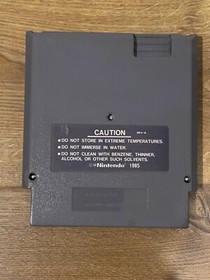 CAUTION
• DO NOT STORE IN EXTREME TEMPERATURES.
• DO NOT IMMERSE IN WATER.
• DO NOT CLEAN WITH BENZENE, THINNER,
ALCOHOL OR OTHER SUCH SOLVENTS.
Nintendo 1985